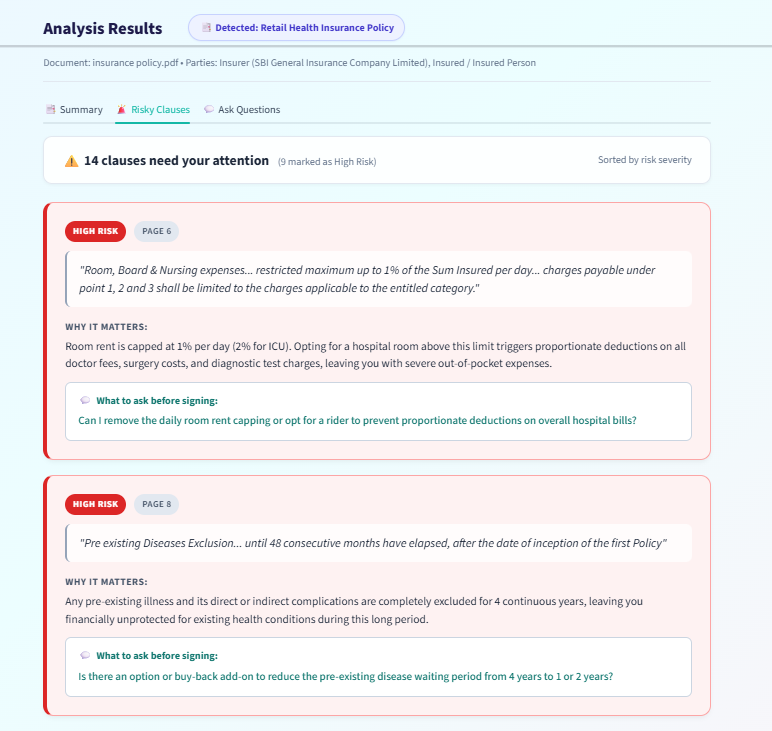 Analysis Results
Detected: Retail Health Insurance Policy
Document: insurance policy.pdf • Parties: Insurer (SBI General Insurance Company Limited), Insured / Insured Person
Summary Risky Clauses Ask Questions
14 clauses need your attention (9 marked as High Risk) Sorted by risk severity
HIGH RISK PAGE 6
"Room, Board & Nursing expenses... restricted maximum up to 1% of the Sum Insured per day... charges payable under
point 1, 2 and 3 shall be limited to the charges applicable to the entitled category."
WHY IT MATTERS:
Room rent is capped at 1% per day (2% for ICU). Opting for a hospital room above this limit triggers proportionate deductions on all
doctor fees, surgery costs, and diagnostic test charges, leaving you with severe out-of-pocket expenses.
What to ask before signing:
Can I remove the daily room rent capping or opt for a rider to prevent proportionate deductions on overall hospital bills?
HIGH RISK PAGE 8
"Pre existing Diseases Exclusion... until 48 consecutive months have elapsed, after the date of inception of the first Policy"
WHY IT MATTERS:
Any pre-existing illness and its direct or indirect complications are completely excluded for 4 continuous years, leaving you
financially unprotected for existing health conditions during this long period.
What to ask before signing:
Is there an option or buy-back add-on to reduce the pre-existing disease waiting period from 4 years to 1 or 2 years?